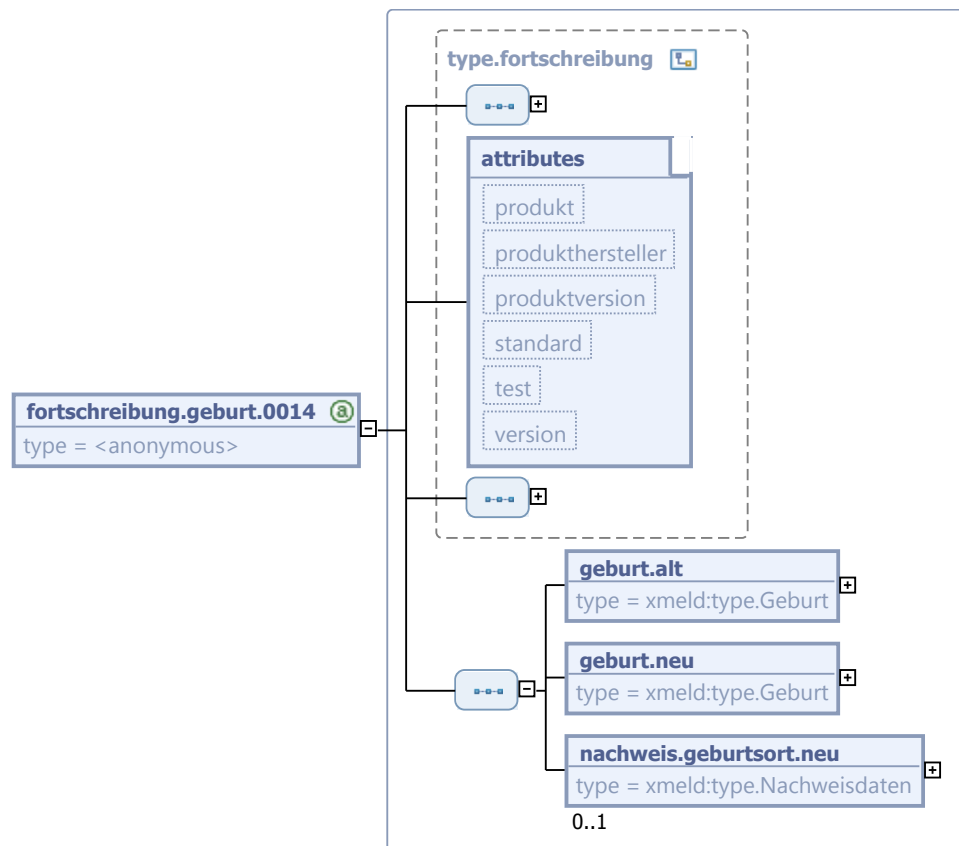 type.fortschreibung
attributes
produkt
produkthersteller
produktversion
standard
test
version
fortschreibung.geburt.0014 a
type = <anonymous>
geburt.alt
type = xmeld:type.Geburt
geburt.neu
type = xmeld:type.Geburt
nachweis.geburtsort.neu
type = xmeld:type.Nachweisdaten
0..1